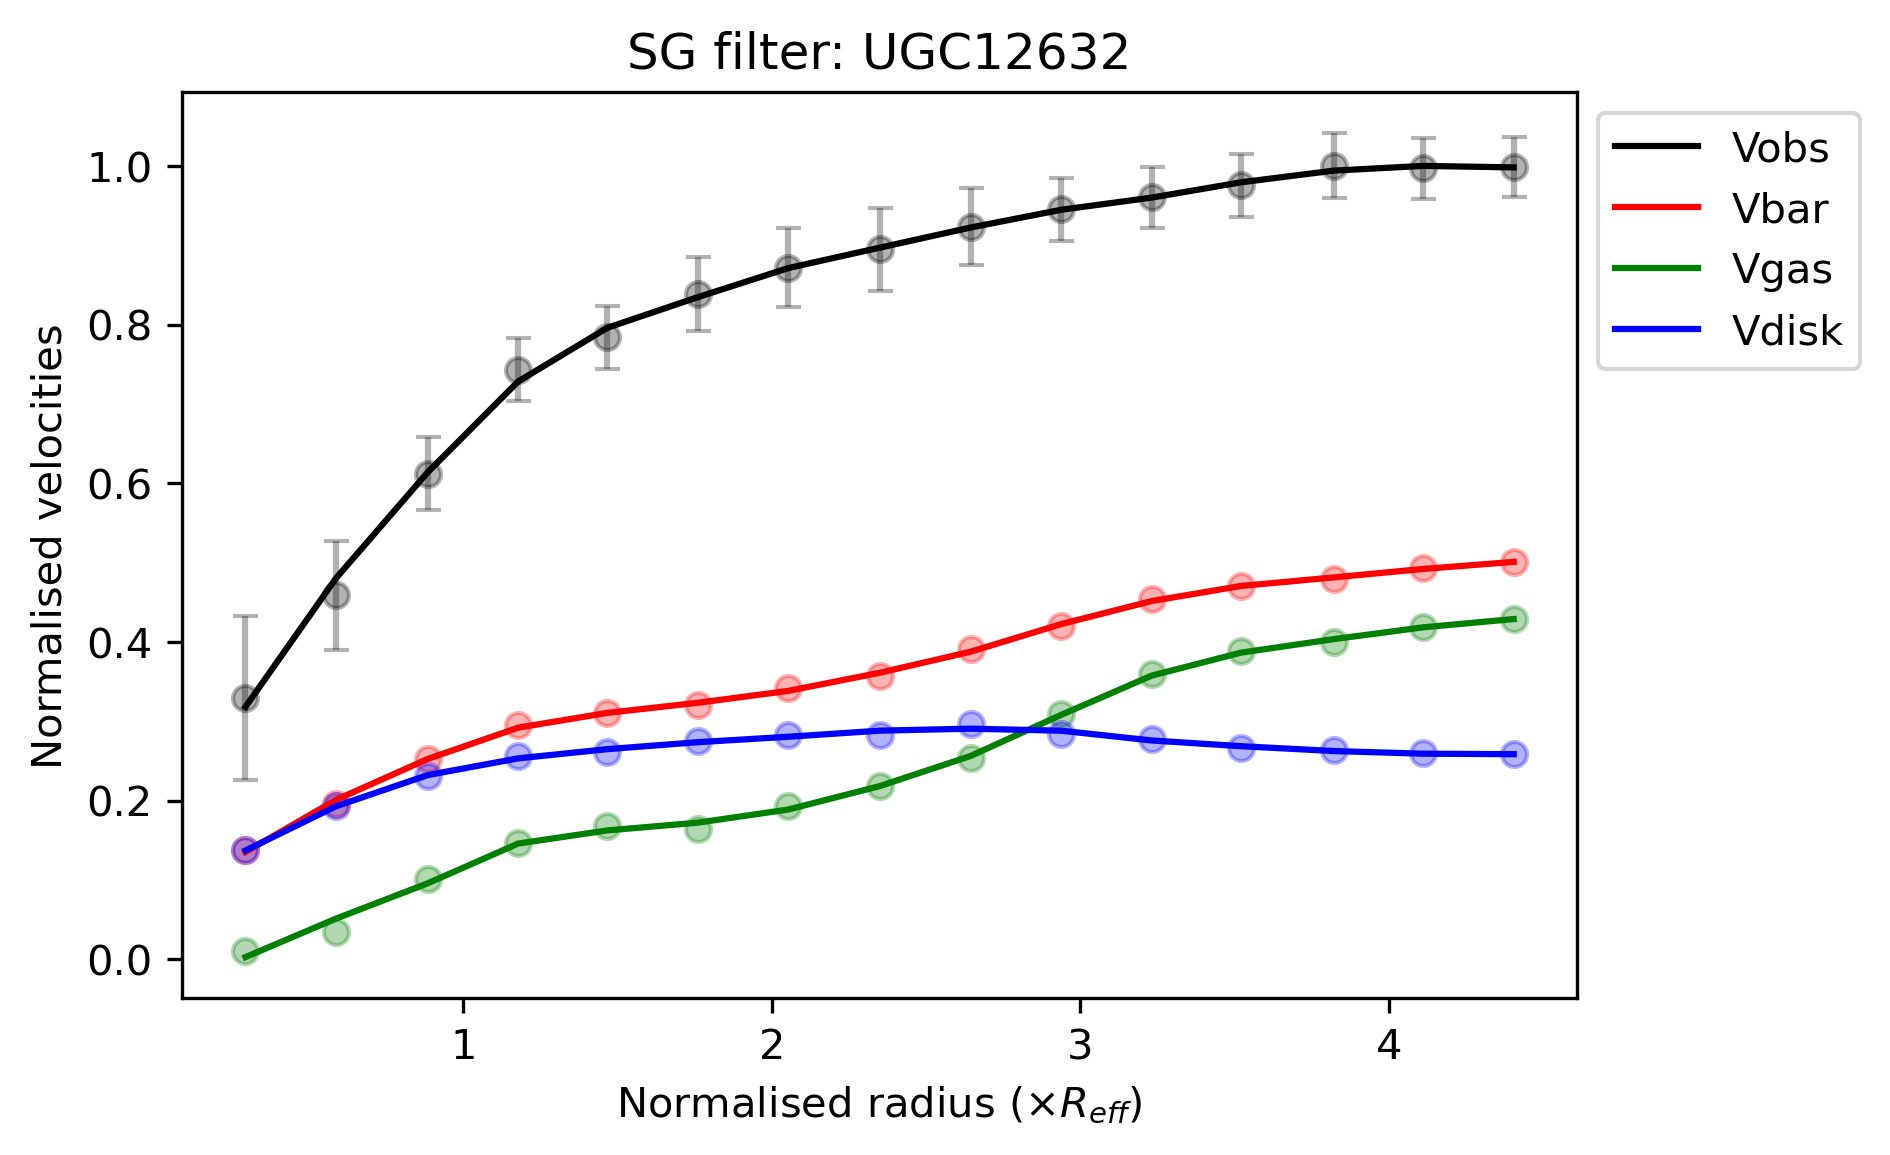 SG filter: UGC12632
Normalised velocities
1.0
0.8
0.6
0.4
0.2
0.0
1 2 3 4
Normalised radius (×R_eff)
Vobs
Vbar
Vgas
Vdisk